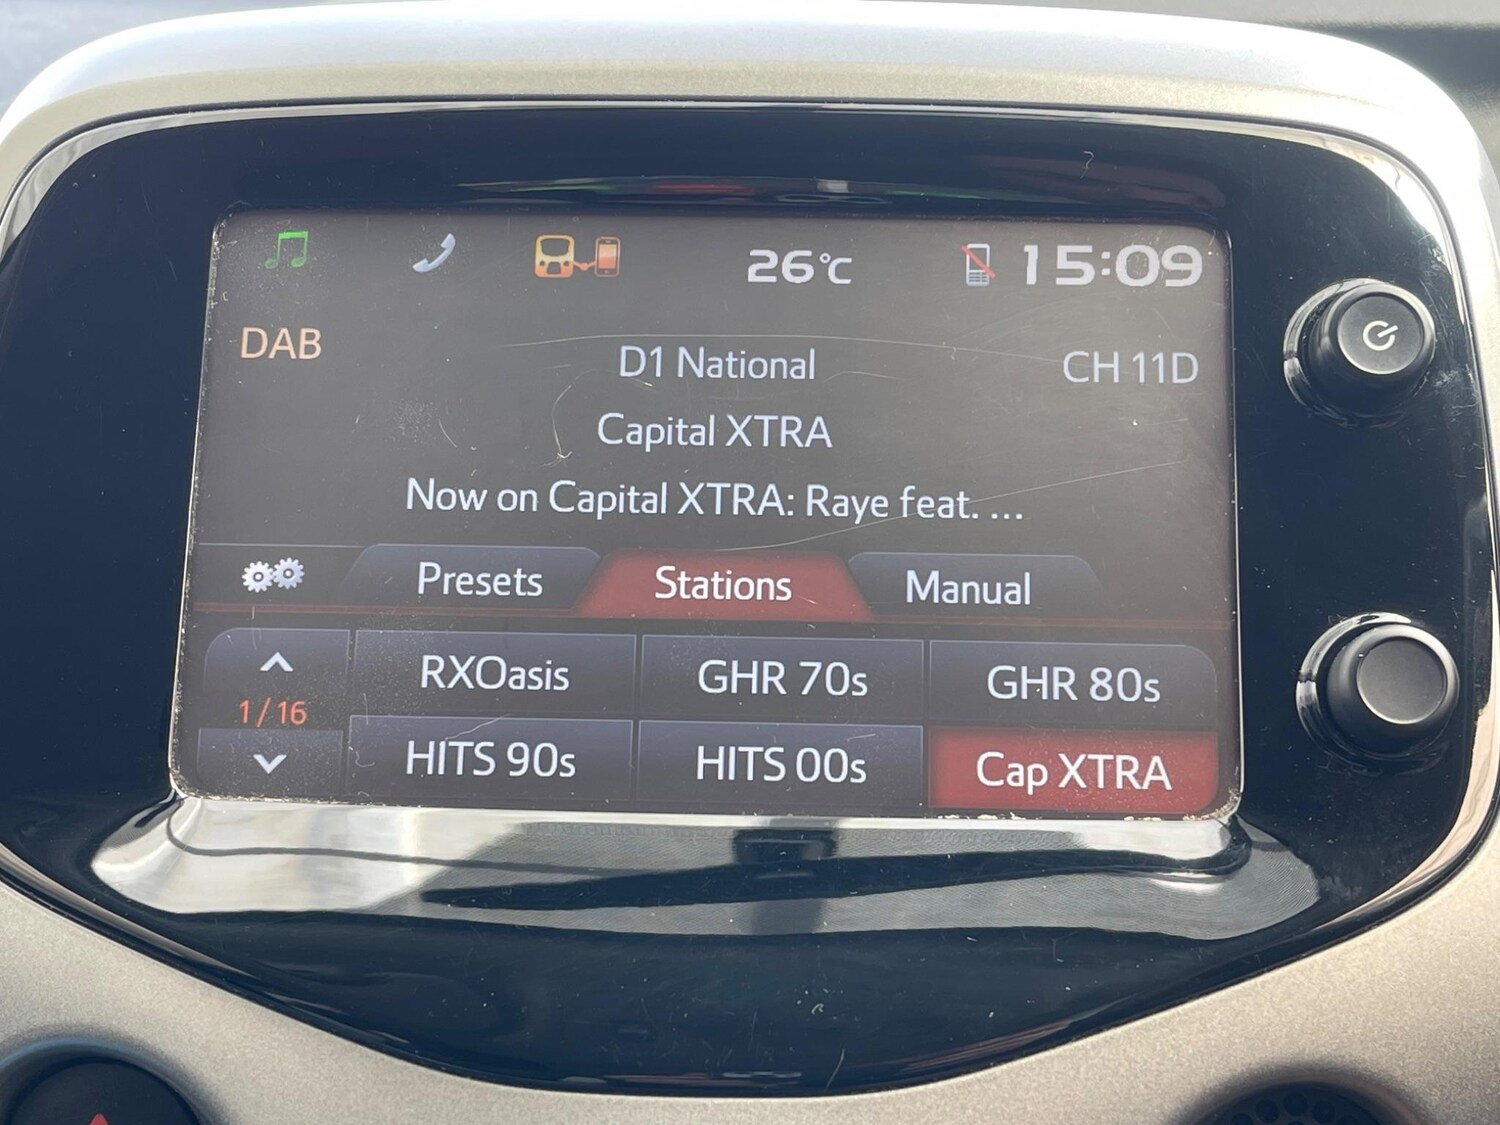 26°C
15:09
DAB
D1 National
CH 11D
Capital XTRA
Now on Capital XTRA: Raye feat. ...
Presets
Stations
Manual
RXOasis
GHR 70s
GHR 80s
1/16
HITS 90s
HITS 00s
Cap XTRA